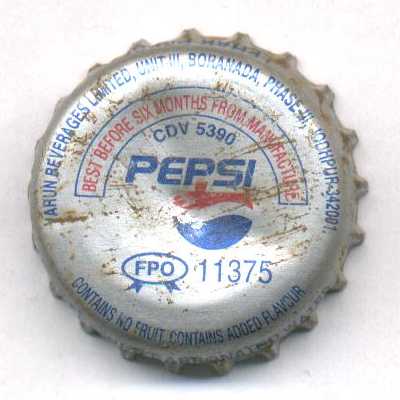 VARUN BEVERAGES LIMITED, UNIT III, BORANADA, PHASE-III, JODHPUR-342001.
BEST BEFORE SIX MONTHS FROM MANUFACTURE
CDV 5390
PEPSI
FPO 11375
CONTAINS NO FRUIT. CONTAINS ADDED FLAVOUR